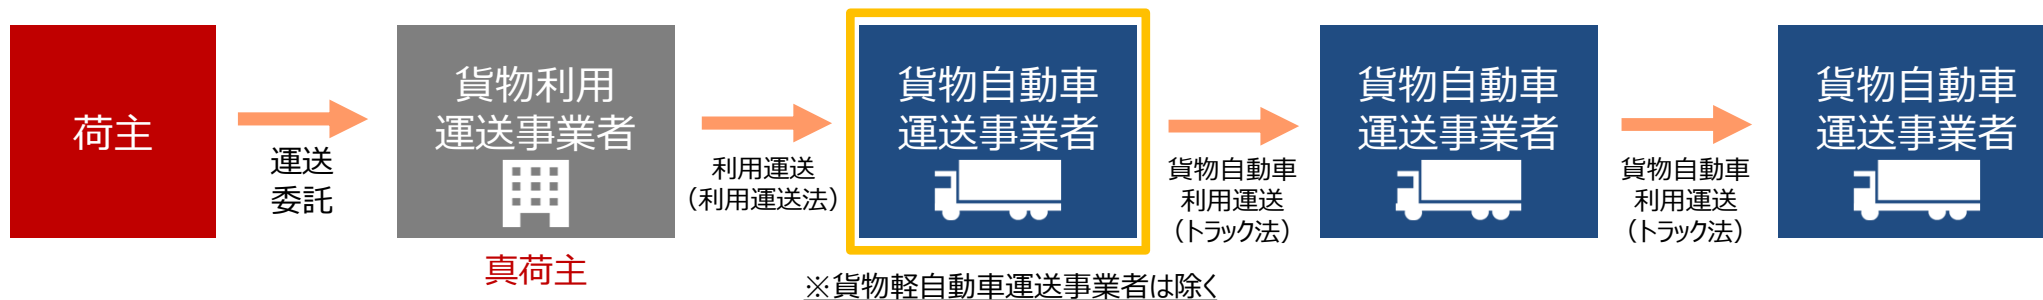 荷主
運送
委託
貨物利用
運送事業者
真荷主
利用運送
（利用運送法）
貨物自動車
運送事業者
※貨物軽自動車運送事業者は除く
貨物自動車
利用運送
（トラック法）
貨物自動車
運送事業者
貨物自動車
利用運送
（トラック法）
貨物自動車
運送事業者